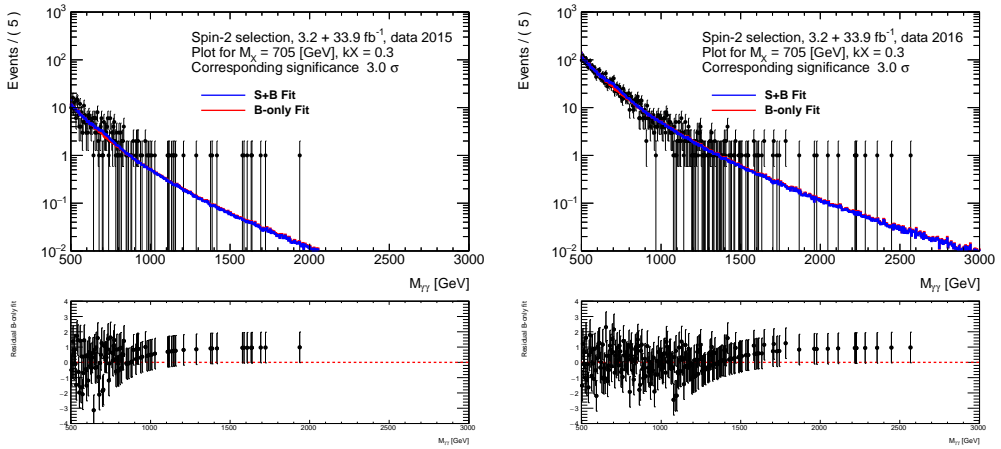 Events / ( 5 )
10³
10²
10
1
10⁻¹
10⁻²
Spin-2 selection, 3.2 + 33.9 fb⁻¹, data 2015
Plot for M_X = 705 [GeV], kX = 0.3
Corresponding significance 3.0 σ
S+B Fit
B-only Fit
500 1000 1500 2000 2500 3000
M_γγ [GeV]
Residual B-only fit
4
3
2
1
0
−1
−2
−3
−4
500 1000 1500 2000 2500 3000
M_γγ [GeV]
Events / ( 5 )
10³
10²
10
1
10⁻¹
10⁻²
Spin-2 selection, 3.2 + 33.9 fb⁻¹, data 2016
Plot for M_X = 705 [GeV], kX = 0.3
Corresponding significance 3.0 σ
S+B Fit
B-only Fit
500 1000 1500 2000 2500 3000
M_γγ [GeV]
Residual B-only fit
4
3
2
1
0
−1
−2
−3
−4
500 1000 1500 2000 2500 3000
M_γγ [GeV]